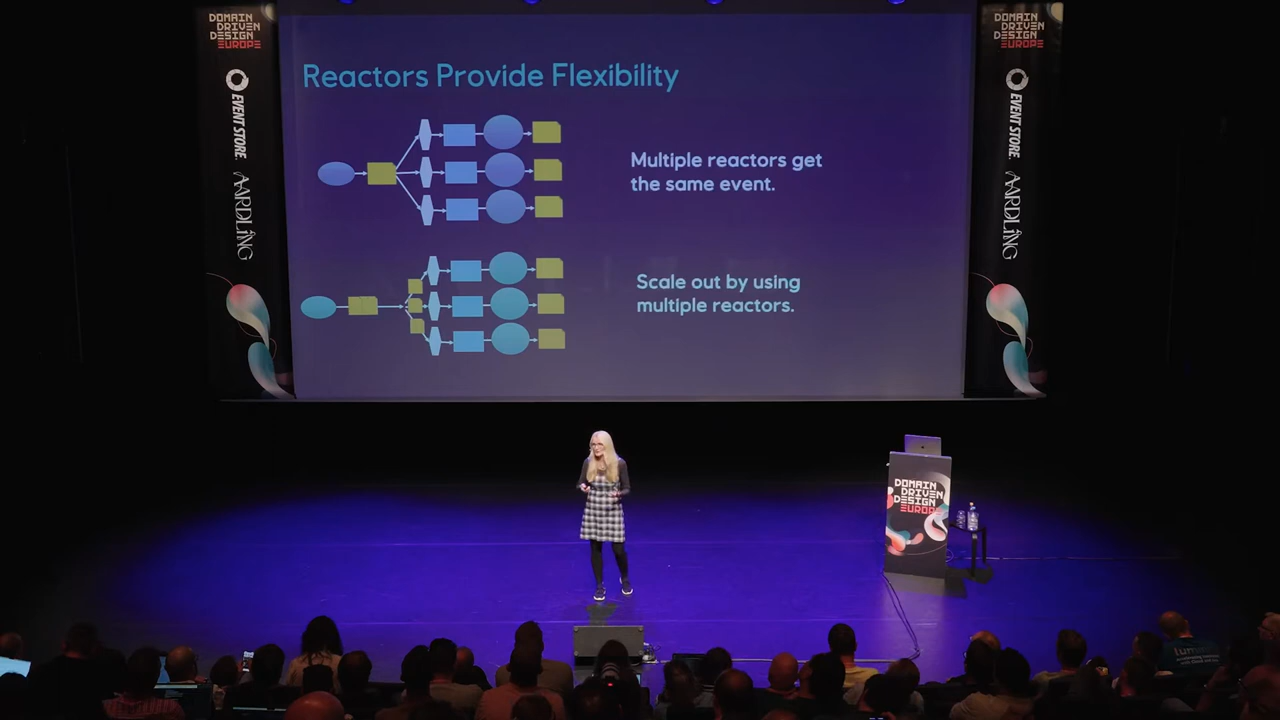 DOMAIN
DRIVEN
DESIGN
EUROPE
EVENT STORE.
AARDLING
Reactors Provide Flexibility
Multiple reactors get
the same event.
Scale out by using
multiple reactors.
DOMAIN
DRIVEN
DESIGN
EUROPE
EVENT STORE.
AARDLING
DOMAIN
DRIVEN
DESIGN
EUROPE